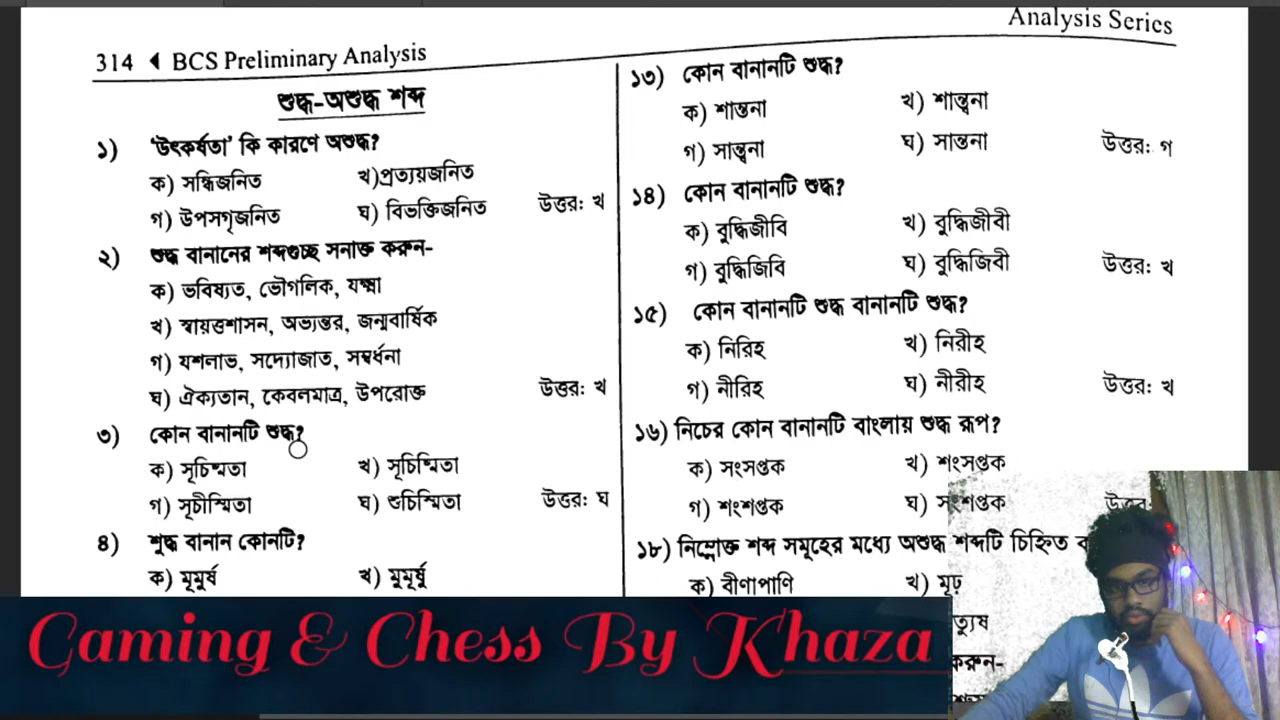 Analysis Series
314 ◄ BCS Preliminary Analysis
শুদ্ধ-অশুদ্ধ শব্দ
১) ‘উৎকর্ষতা’ কি কারণে অশুদ্ধ?
ক) সন্ধিজনিত খ)প্রত্যয়জনিত
গ) উপসগৃজনিত ঘ) বিভক্তিজনিত উত্তরঃ খ
২) শুদ্ধ বানানের শব্দগুচ্ছ সনাক্ত করুন-
ক) ভবিষ্যত, ভৌগলিক, যক্ষ্মা
খ) স্বায়ত্তশাসন, অভ্যন্তর, জন্মবার্ষিক
গ) যশলাভ, সদ্যোজাত, সম্বর্ধনা
ঘ) ঐক্যতান, কেবলমাত্র, উপরোক্ত উত্তরঃ খ
৩) কোন বানানটি শুদ্ধ?
ক) সূচিষ্মতা খ) সূচিষ্মিতা
গ) সূচীস্মিতা ঘ) শুচিস্মিতা উত্তরঃ ঘ
৪) শুদ্ধ বানান কোনটি?
ক) মূমুর্ষ খ) মুমূর্ষু
১৩) কোন বানানটি শুদ্ধ?
ক) শান্তনা খ) শান্ত্বনা
গ) সান্ত্বনা ঘ) সান্তনা উত্তরঃ গ
১৪) কোন বানানটি শুদ্ধ?
ক) বুদ্ধিজীবি খ) বুদ্ধিজীবী
গ) বুদ্ধিজিবি ঘ) বুদ্ধিজিবী উত্তরঃ খ
১৫) কোন বানানটি শুদ্ধ বানানটি শুদ্ধ?
ক) নিরিহ খ) নিরীহ
গ) নীরিহ ঘ) নীরীহ উত্তরঃ খ
১৬) নিচের কোন বানানটি বাংলায় শুদ্ধ রূপ?
ক) সংসপ্তক খ) শংসপ্তক
গ) শংশপ্তক ঘ) সংশপ্তক
১৮) নিম্নোক্ত শব্দ সমূহের মধ্যে অশুদ্ধ শব্দটি চিহ্নিত
ক) বীণাপাণি খ) মূঢ়
Gaming & Chess By Khaza